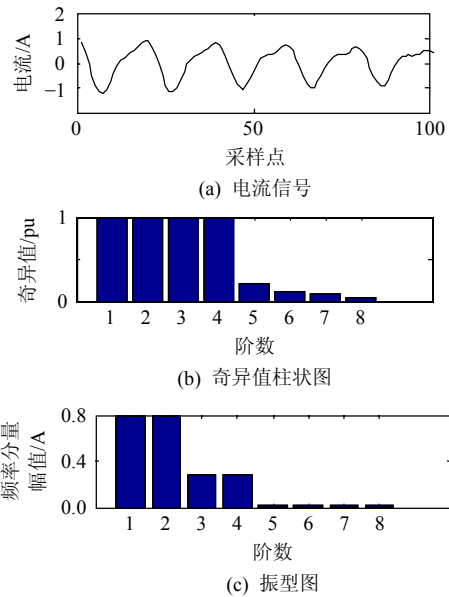 2
1
0
−1
电流/A
0
50
100
采样点
(a) 电流信号
1
0
奇异值/pu
1 2 3 4 5 6 7 8
阶数
(b) 奇异值柱状图
0.8
0.4
0.0
频率分量
幅值/A
1 2 3 4 5 6 7 8
阶数
(c) 振型图